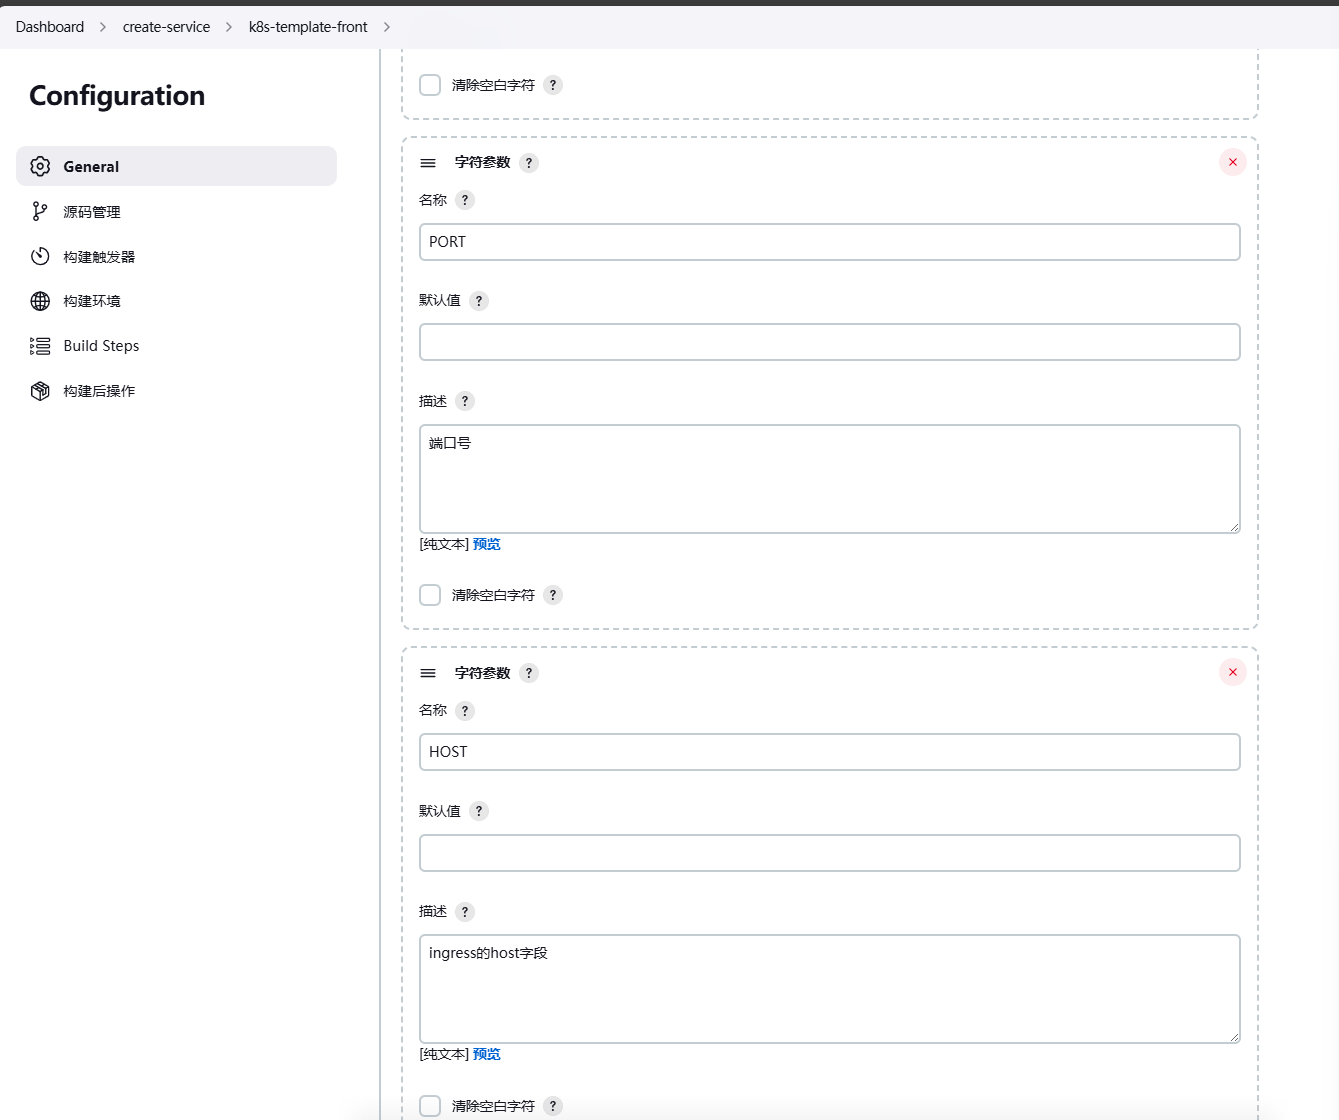 Dashboard > create-service > k8s-template-front >
Configuration
General
源码管理
构建触发器
构建环境
Build Steps
构建后操作
清除空白字符 ?
字符参数 ?
名称 ?
PORT
默认值 ?
描述 ?
端口号
[纯文本] 预览
清除空白字符 ?
字符参数 ?
名称 ?
HOST
默认值 ?
描述 ?
ingress的host字段
[纯文本] 预览
清除空白字符 ?